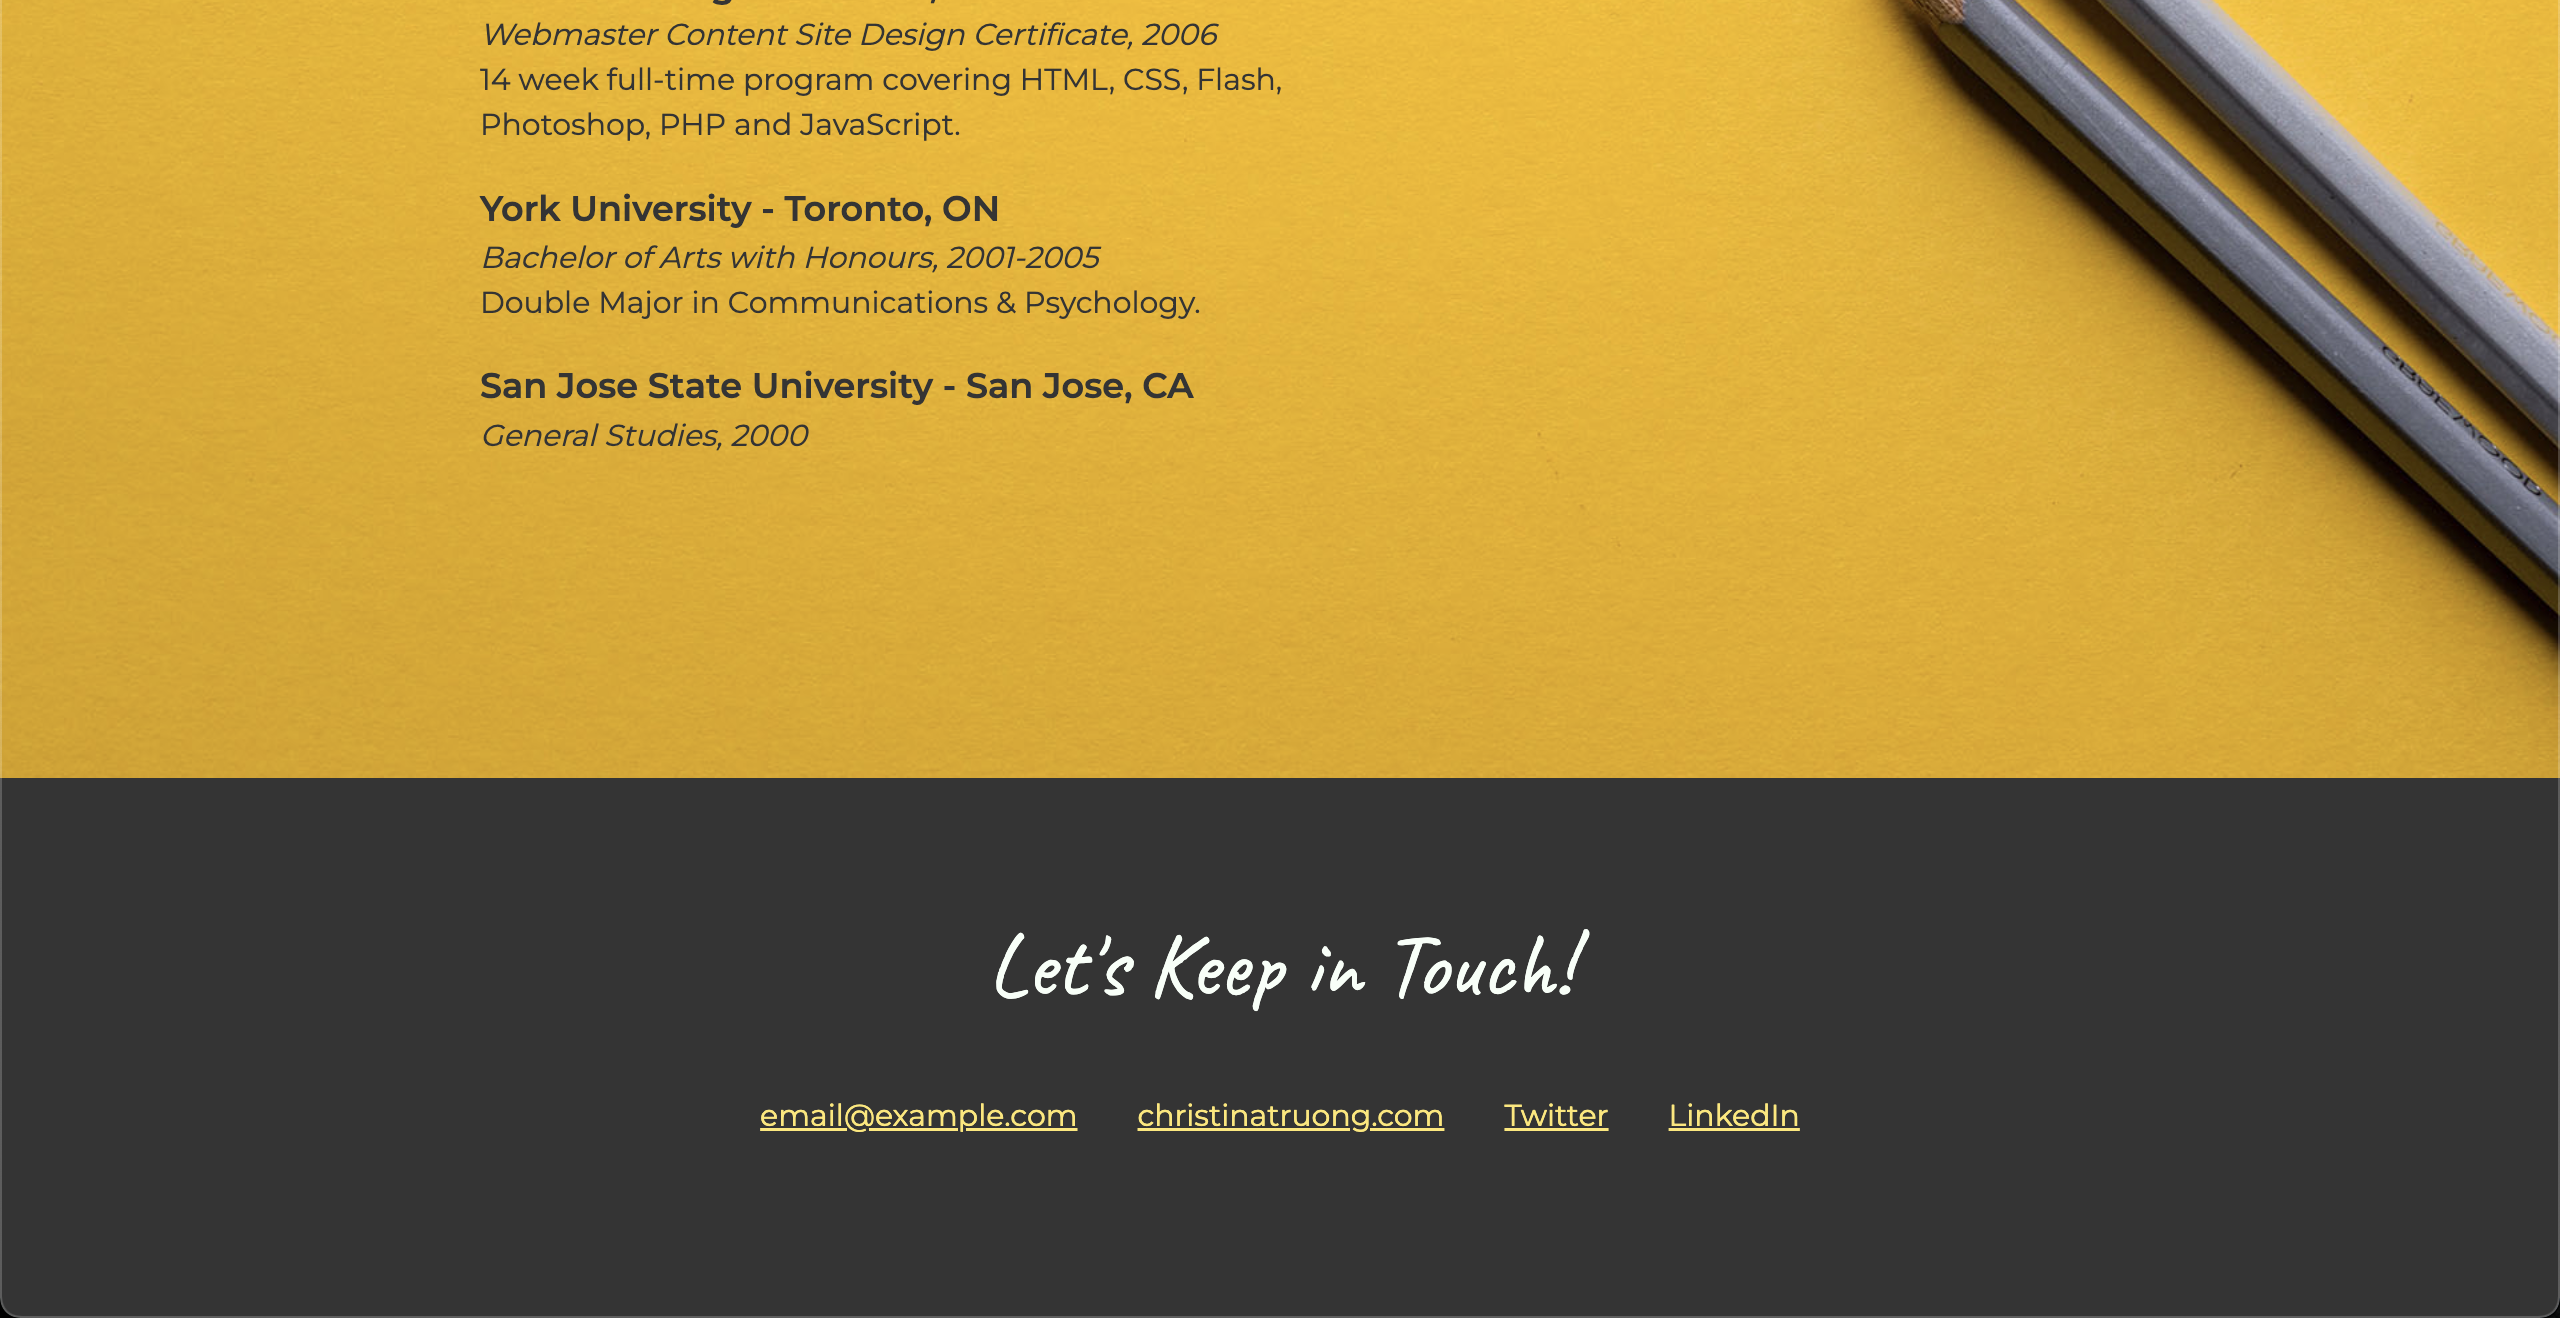 Webmaster Content Site Design Certificate, 2006
14 week full-time program covering HTML, CSS, Flash,
Photoshop, PHP and JavaScript.
York University - Toronto, ON
Bachelor of Arts with Honours, 2001-2005
Double Major in Communications & Psychology.
San Jose State University - San Jose, CA
General Studies, 2000
Let's Keep in Touch!
email@example.com christinatruong.com Twitter LinkedIn